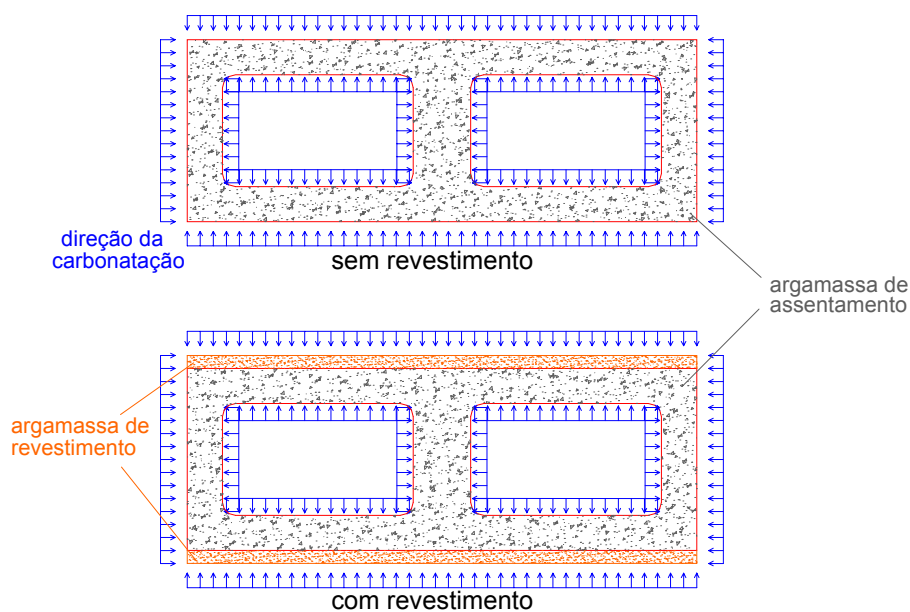 direção da
carbonatação
sem revestimento
argamassa de
assentamento
argamassa de
revestimento
com revestimento